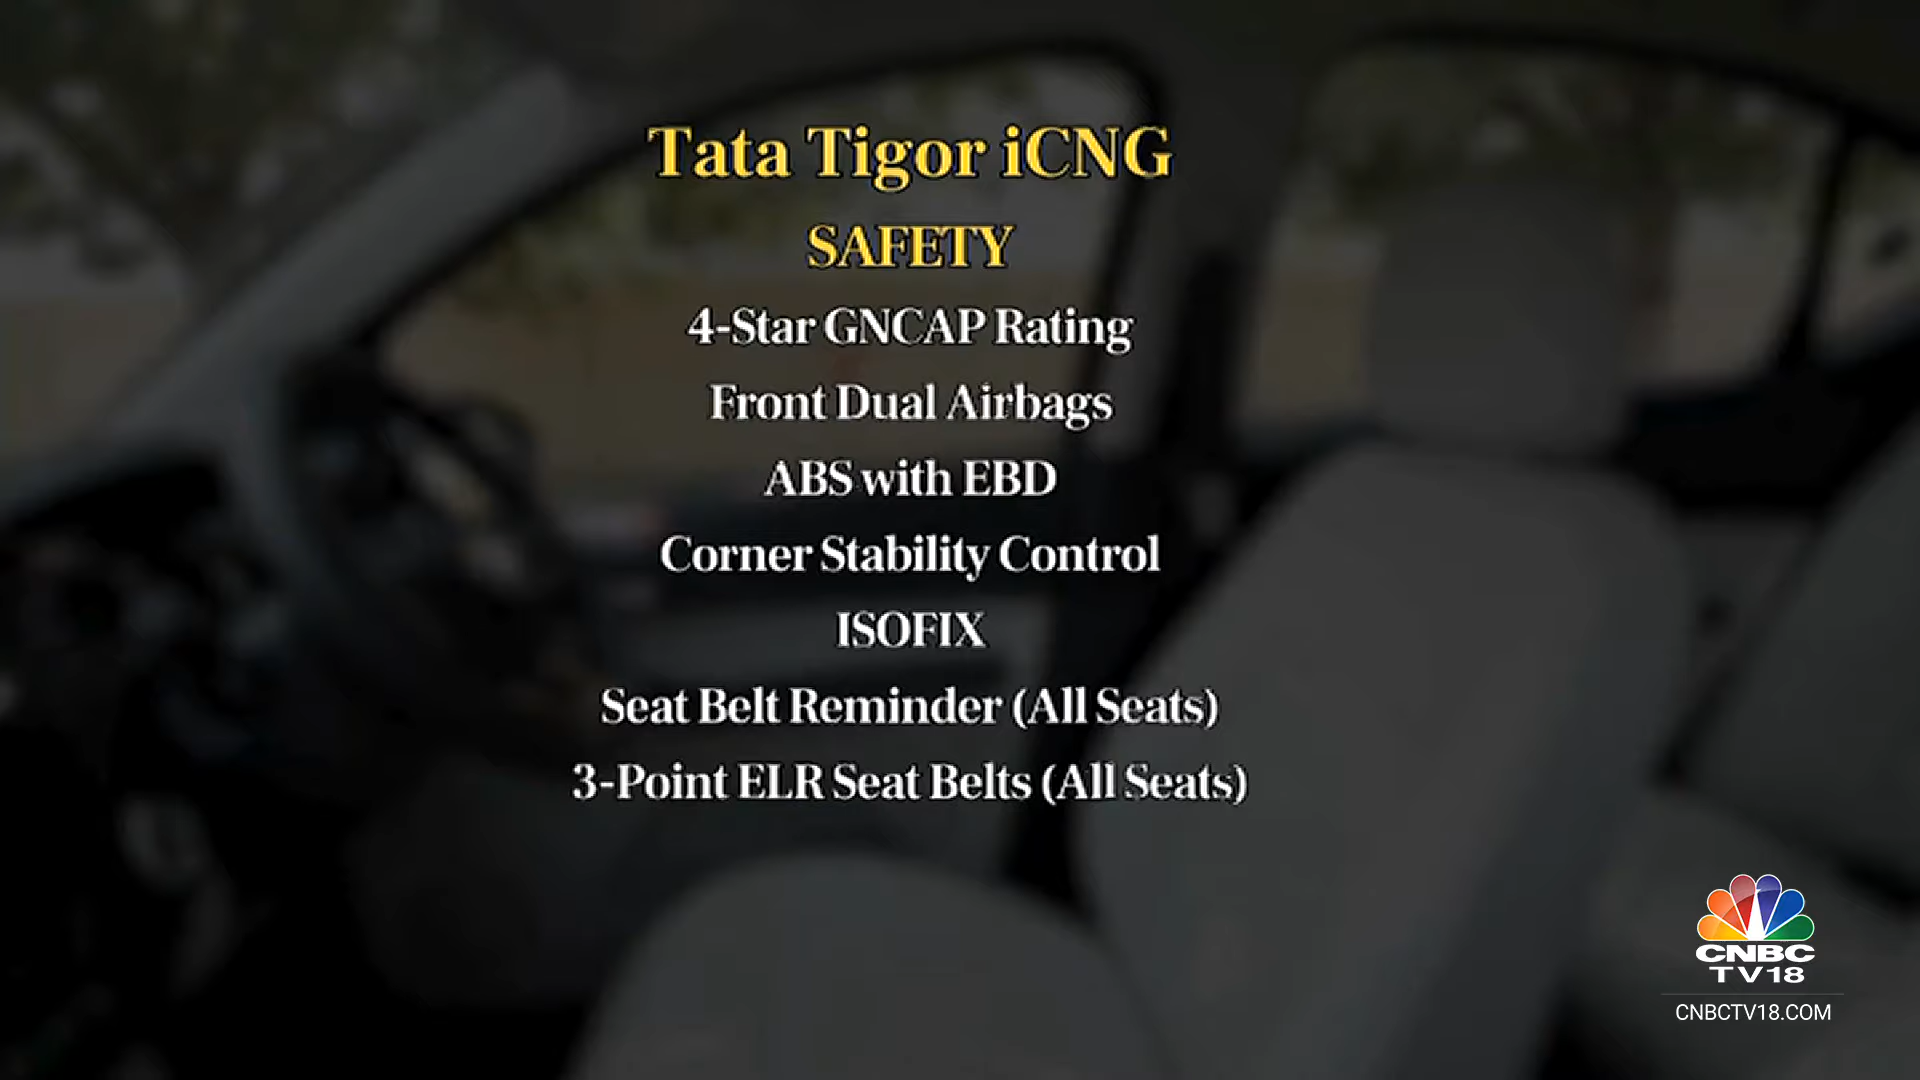 Tata Tigor iCNG
SAFETY
4-Star GNCAP Rating
Front Dual Airbags
ABS with EBD
Corner Stability Control
ISOFIX
Seat Belt Reminder (All Seats)
3-Point ELR Seat Belts (All Seats)
CNBC
TV18
CNBCTV18.COM